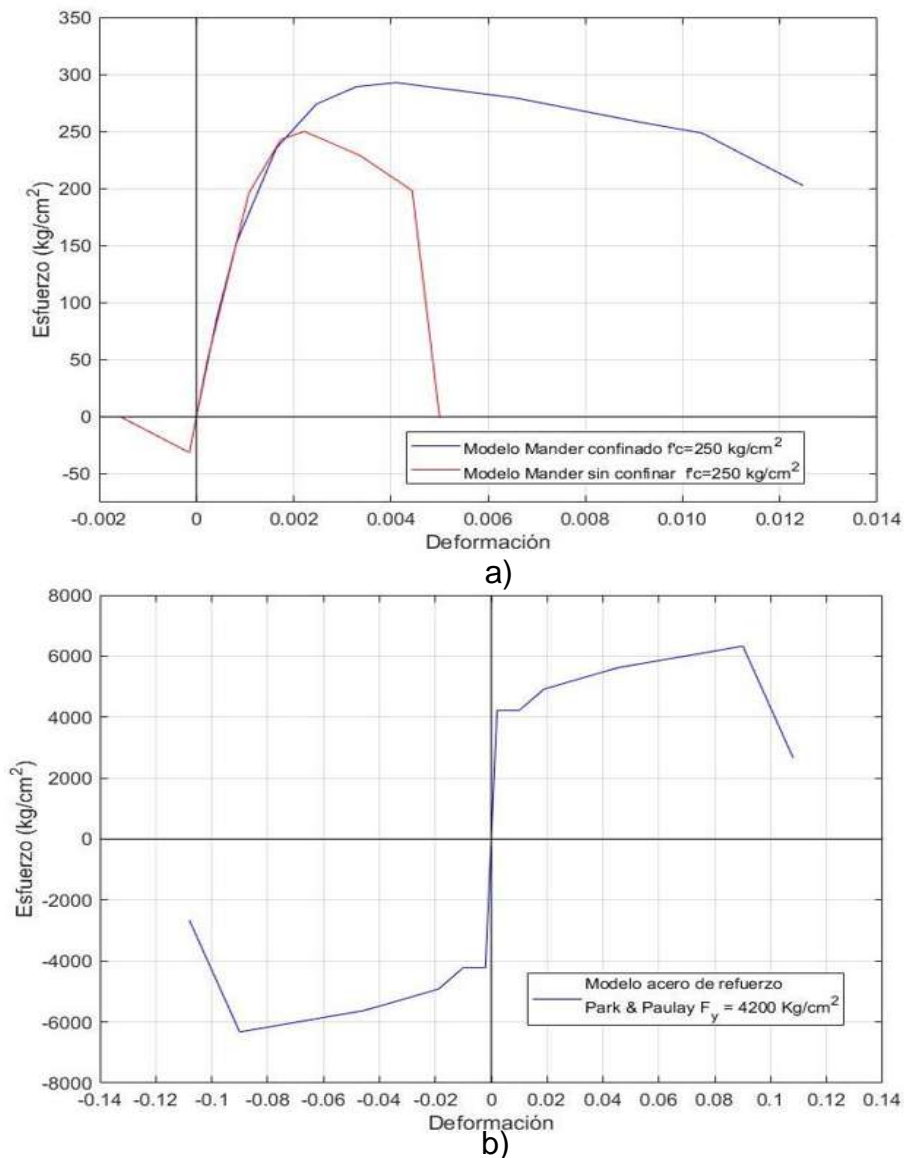 350
300
250
200
150
100
50
0
-50
Esfuerzo (kg/cm²)
Modelo Mander confinado f'c=250 kg/cm²
Modelo Mander sin confinar f'c=250 kg/cm²
-0.002 0 0.002 0.004 0.006 0.008 0.010 0.012 0.014
Deformación
a)
8000
6000
4000
2000
0
-2000
-4000
-6000
-8000
Esfuerzo (kg/cm²)
Modelo acero de refuerzo
Park & Paulay F_y = 4200 Kg/cm²
-0.14 -0.12 -0.1 -0.08 -0.06 -0.04 -0.02 0 0.02 0.04 0.06 0.08 0.1 0.12 0.14
Deformación
b)